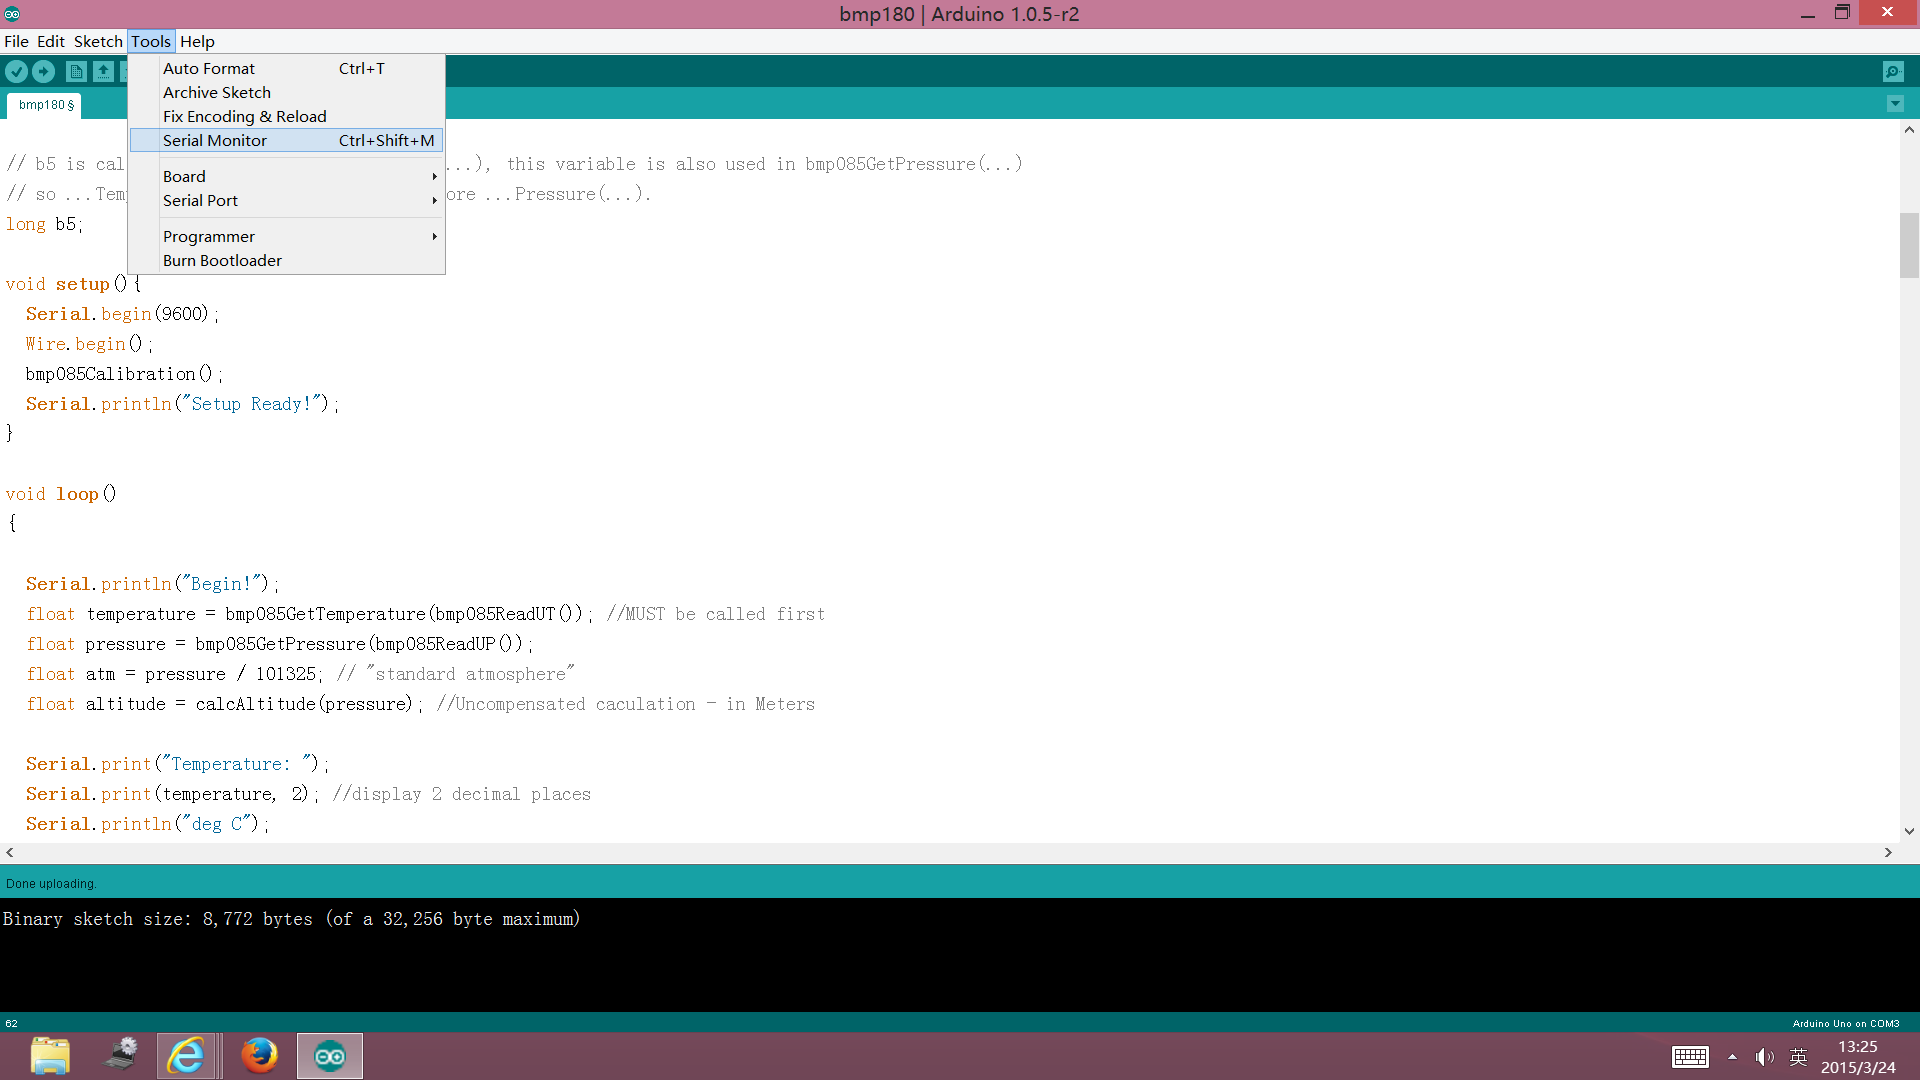 bmp180 | Arduino 1.0.5-r2
File Edit Sketch Tools Help
Auto Format Ctrl+T
Archive Sketch
Fix Encoding & Reload
Serial Monitor Ctrl+Shift+M
Board
Serial Port
Programmer
Burn Bootloader
bmp180 §
// b5 is cal ...), this variable is also used in bmp085GetPressure(...)
// so ...Tem ore ...Pressure(...).
long b5;
void setup(){
Serial.begin(9600);
Wire.begin();
bmp085Calibration();
Serial.println("Setup Ready!");
}
void loop()
{
Serial.println("Begin!");
float temperature = bmp085GetTemperature(bmp085ReadUT()); //MUST be called first
float pressure = bmp085GetPressure(bmp085ReadUP());
float atm = pressure / 101325; // "standard atmosphere"
float altitude = calcAltitude(pressure); //Uncompensated caculation - in Meters
Serial.print("Temperature: ");
Serial.print(temperature, 2); //display 2 decimal places
Serial.println("deg C");
Done uploading.
Binary sketch size: 8,772 bytes (of a 32,256 byte maximum)
62
Arduino Uno on COM3
英
13:25
2015/3/24